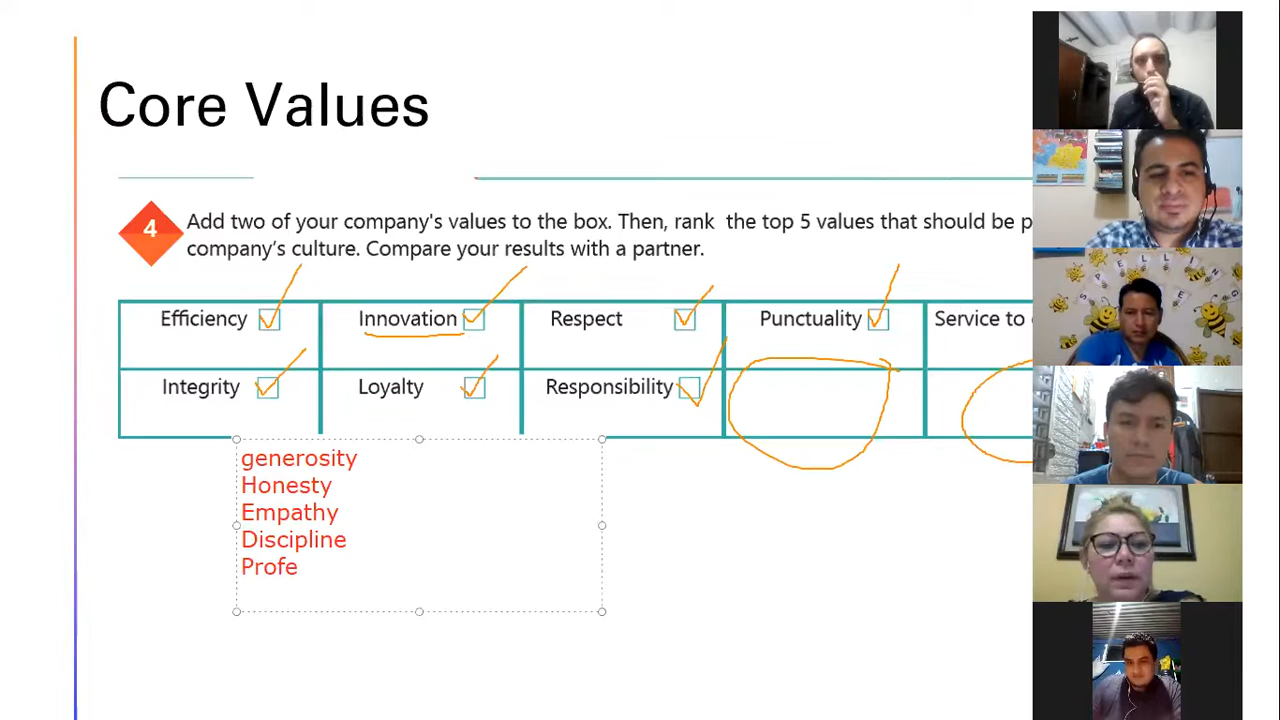 Core Values
4
Add two of your company's values to the box. Then, rank the top 5 values that should be p
company's culture. Compare your results with a partner.
Efficiency Innovation Respect Punctuality Service to
Integrity Loyalty Responsibility
generosity
Honesty
Empathy
Discipline
Profe
SPELLING